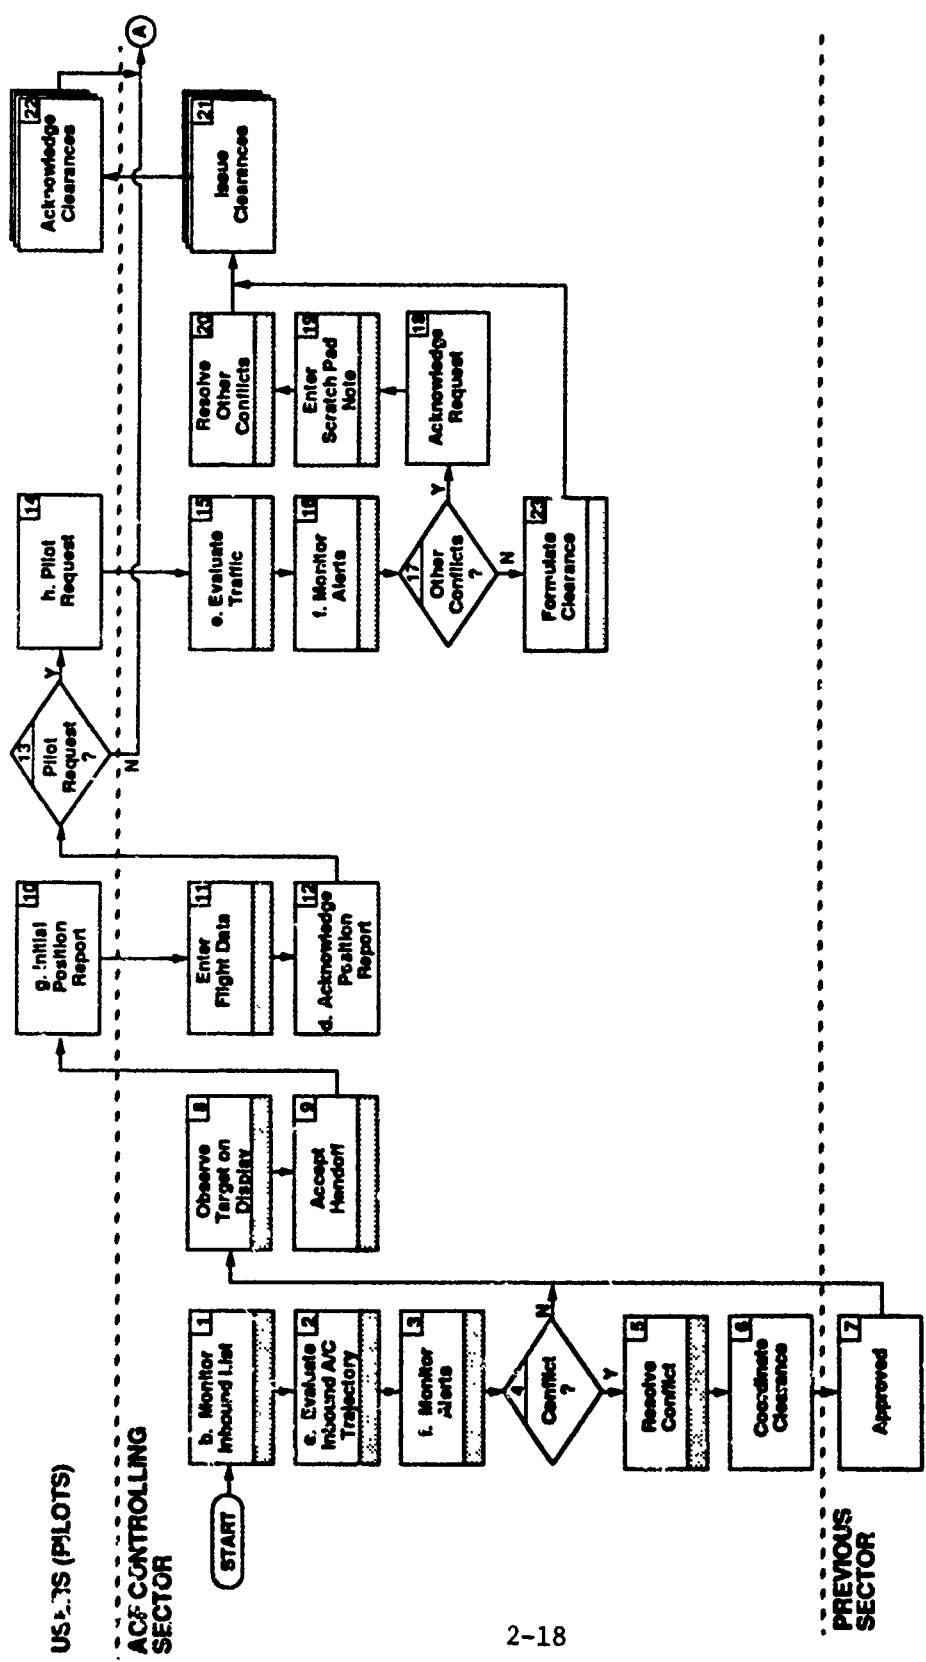 USERS (PILOTS)
ACF CONTROLLING
SECTOR
PREVIOUS
SECTOR
START
1
b. Monitor
Inbound List
2
e. Evaluate
Inbound A/C
Trajectory
3
f. Monitor
Alerts
4
Conflict
?
N
Y
5
Resolve
Conflict
6
Coordinate
Clearance
7
Approved
8
Observe
Target on
Display
9
Accept
Handoff
10
g. Initial
Position
Report
11
Enter
Flight Data
12
d. Acknowledge
Position
Report
13
Pilot
Request
?
Y
N
14
h. Pilot
Request
15
e. Evaluate
Traffic
16
f. Monitor
Alerts
17
Other
Conflicts
?
Y
N
18
Acknowledge
Request
19
Enter
Scratch Pad
Note
20
Resolve
Other
Conflicts
21
Issue
Clearances
22
Acknowledge
Clearances
23
Formulate
Clearance
A
2-18